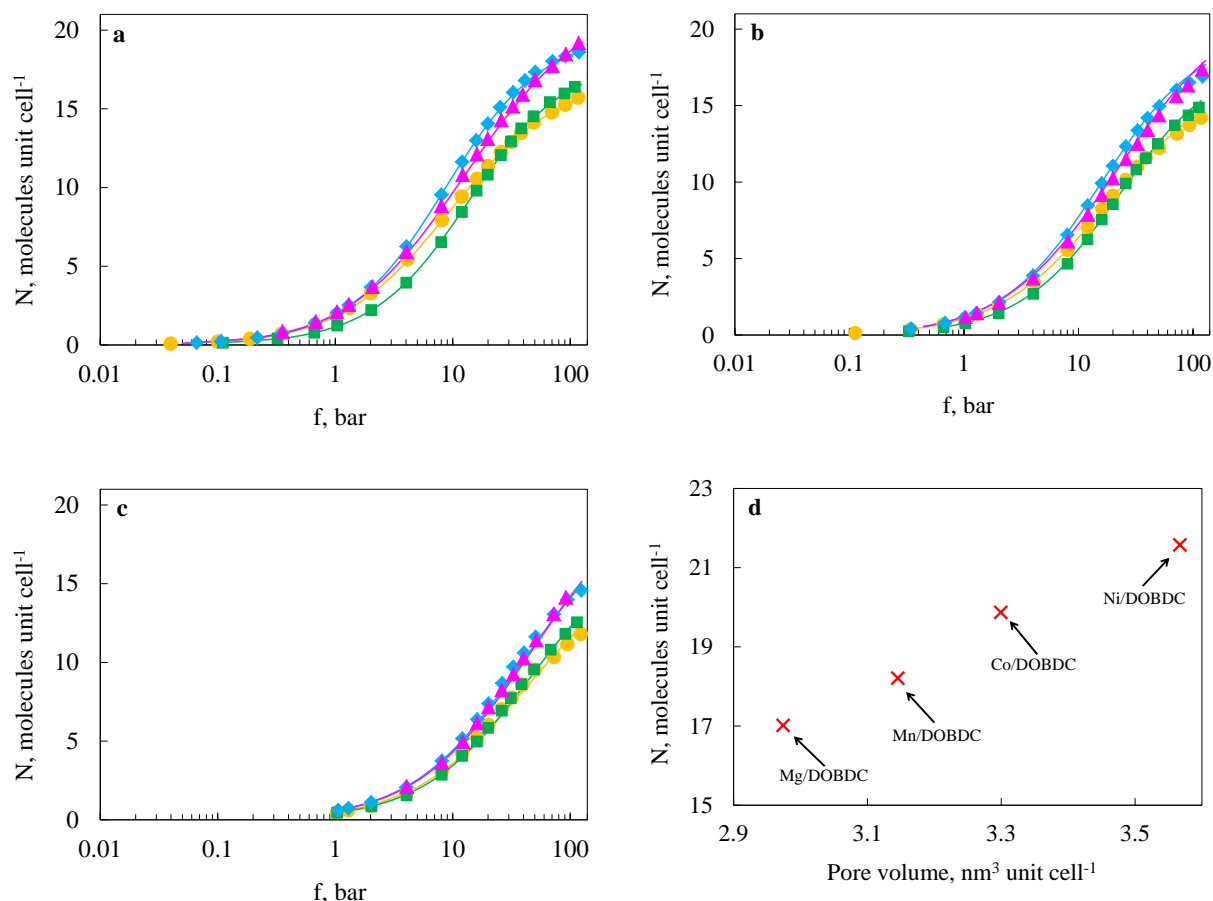 a
N, molecules unit cell-1
20
15
10
5
0
0.01 0.1 1 10 100
f, bar
b
N, molecules unit cell-1
20
15
10
5
0
0.01 0.1 1 10 100
f, bar
c
N, molecules unit cell-1
20
15
10
5
0
0.01 0.1 1 10 100
f, bar
d
N, molecules unit cell-1
23
21
19
17
15
Ni/DOBDC
Co/DOBDC
Mn/DOBDC
Mg/DOBDC
2.9 3.1 3.3 3.5
Pore volume, nm3 unit cell-1